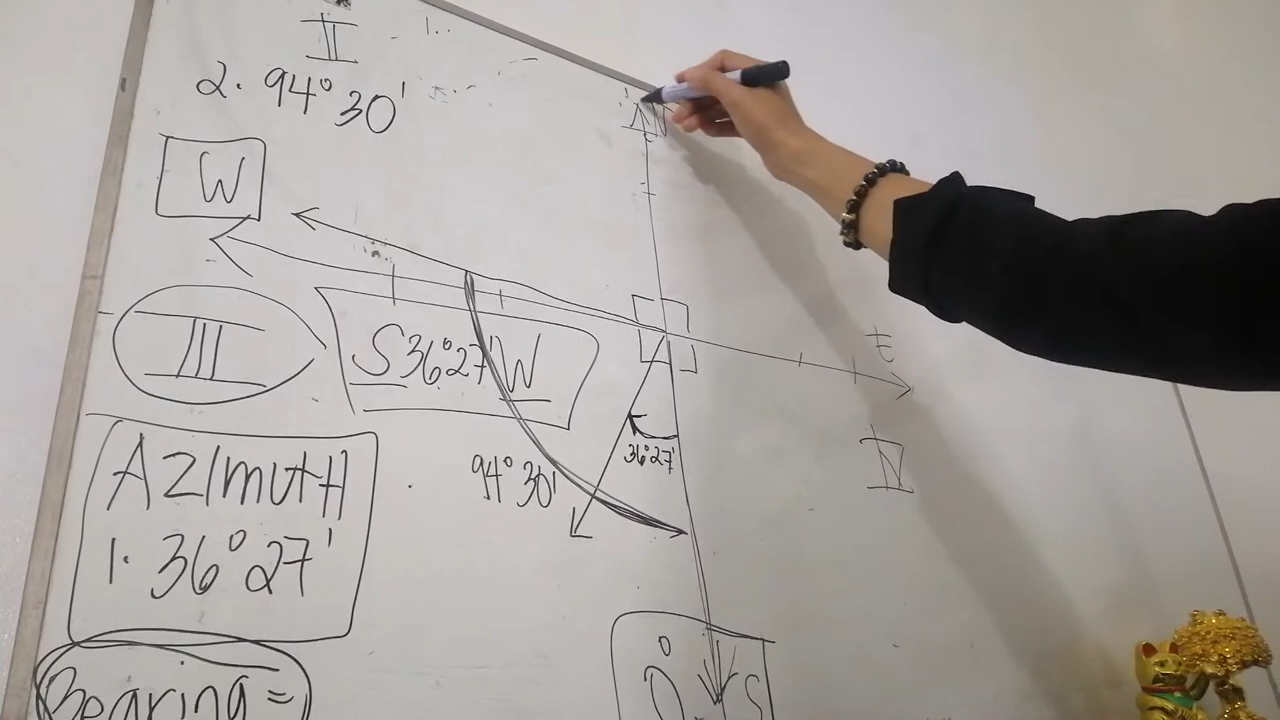 II
2. 94°30'
N
W
E
III
S36°27'W
36°27'
IV
94°30'
AZImUtH
1. 36°27'
S
Bearing =